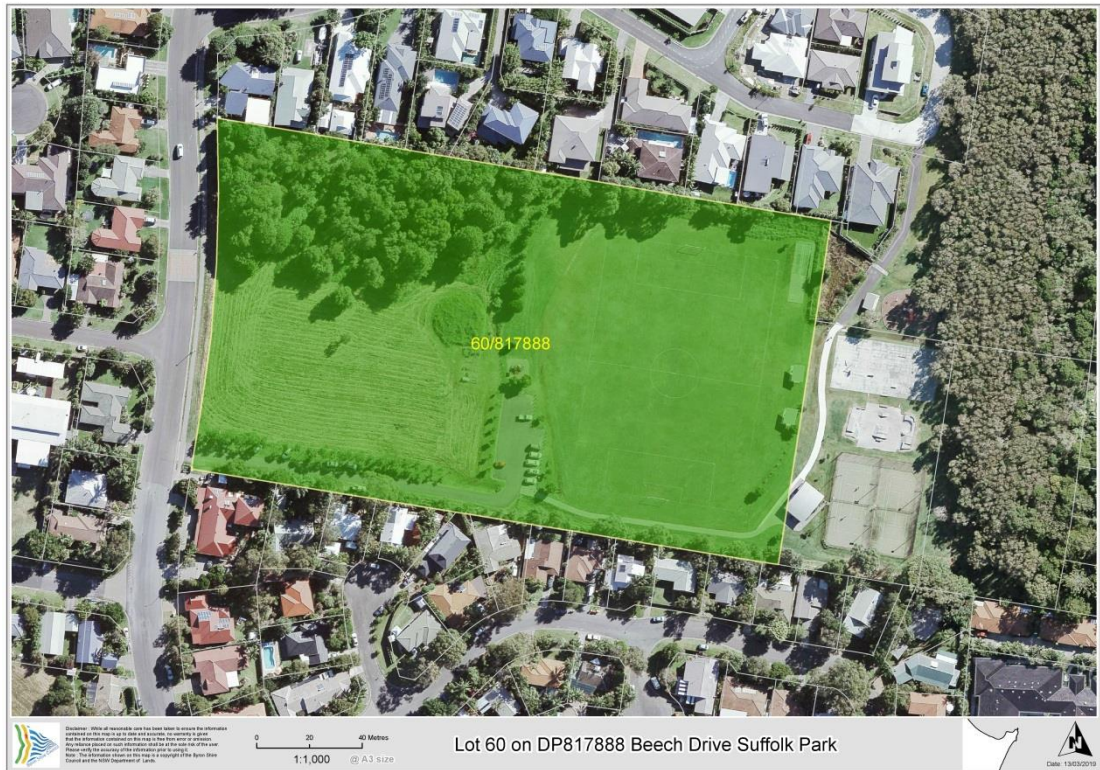 60/817888
Disclaimer : While all reasonable care has been taken to ensure the information
contained on this map is up to date and accurate, no warranty is given
that the information contained on this map is free from error or omission.
Any reliance placed on such information shall be at the sole risk of the user.
Please verify the accuracy of the information prior to using it.
Note : The information shown on this map is a copyright of the Byron Shire
Council and the NSW Department of Lands.
0 20 40 Metres
1:1,000 @ A3 size
Lot 60 on DP817888 Beech Drive Suffolk Park
N
Date: 13/03/2019